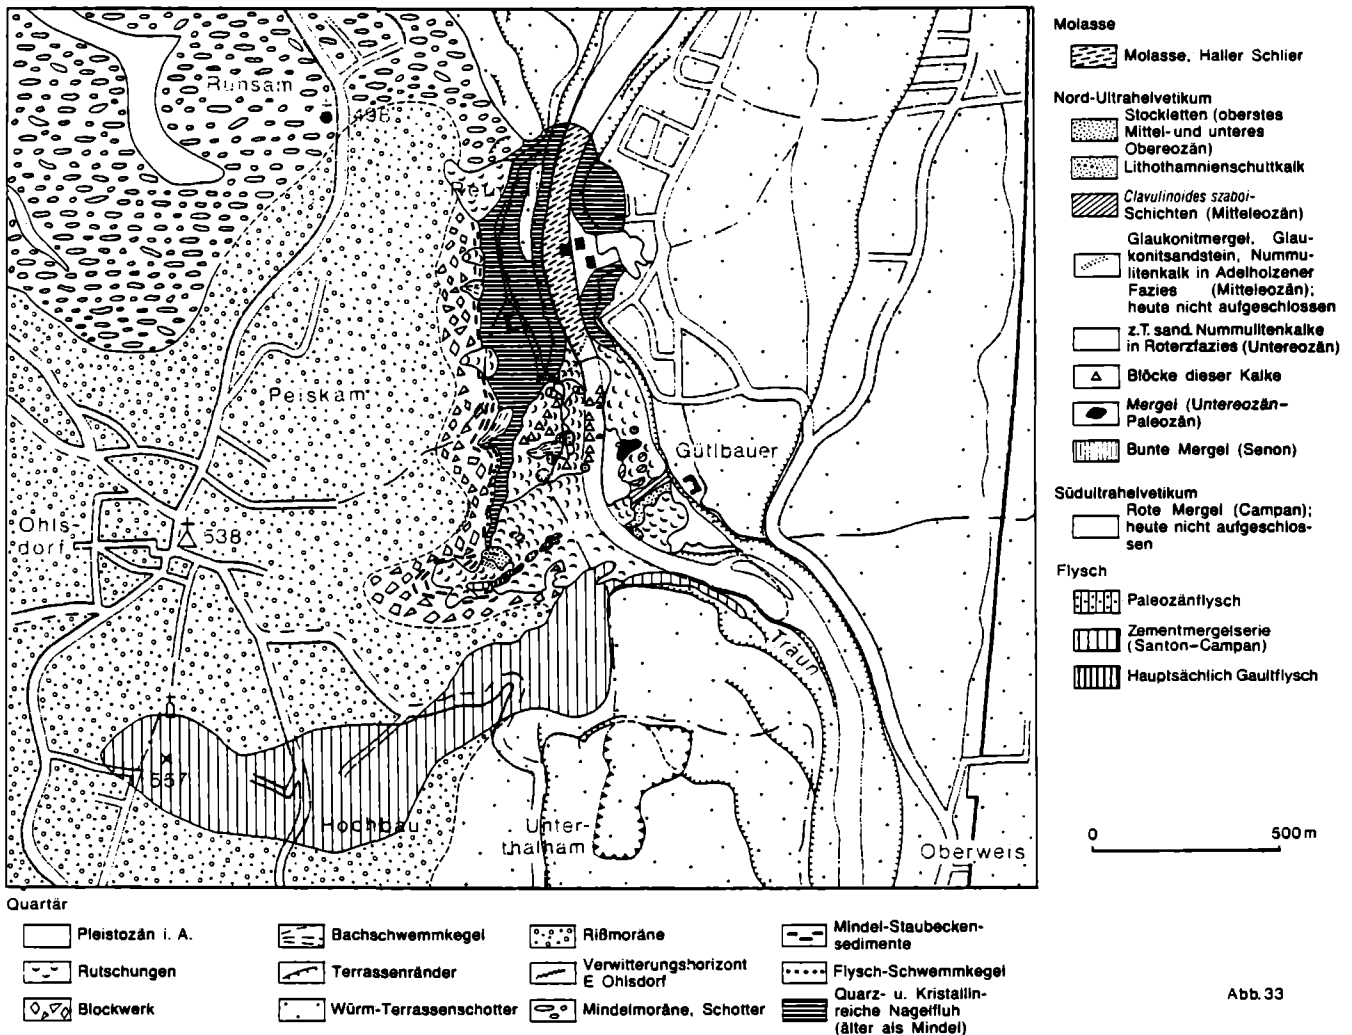 Runsam
498
Peiskam
Gütlbauer
Ohls-
dorf
538
Traun
557
Hochbau
Unter-
thalham
Oberweis
Molasse
Molasse, Haller Schlier
Nord-Ultrahelvetikum
Stockletten (oberstes
Mittel-und unteres
Obereozän)
Lithothamnienschuttkalk
Clavulinoides szaboi-
Schichten (Mitteleozän)
Glaukonitmergel, Glau-
konitsandstein, Nummu-
litenkalk in Adelholzener
Fazies (Mitteleozän);
heute nicht aufgeschlossen
z.T. sand. Nummulitenkalke
in Roterzfazies (Untereozän)
Blöcke dieser Kalke
Mergel (Untereozän-
Paleozän)
Bunte Mergel (Senon)
Südultrahelvetikum
Rote Mergel (Campan);
heute nicht aufgeschlos-
sen
Flysch
Paleozänflysch
Zementmergelserie
(Santon-Campan)
Hauptsächlich Gaultflysch
0 500 m
Quartär
Pleistozän i. A.
Rutschungen
Blockwerk
Bachschwemmkegel
Terrassenränder
Würm-Terrassenschotter
Rißmoräne
Verwitterungshorizont
E Ohlsdorf
Mindelmoräne, Schotter
Mindel-Staubecken-
sedimente
Flysch-Schwemmkegel
Quarz- u. Kristallin-
reiche Nagelfluh
(älter als Mindel)
Abb. 33